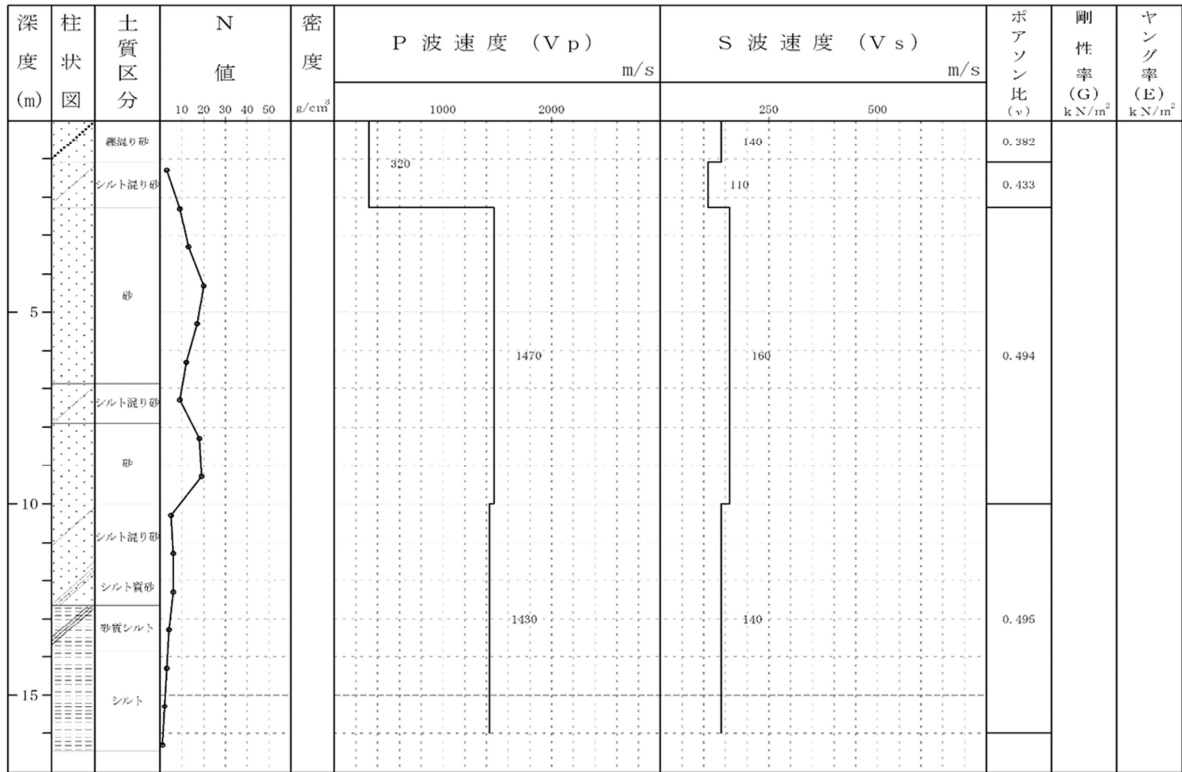 深度(m)
柱状図
土質区分
N値
10 20 30 40 50
密度
g/cm³
P波速度 (Vp)
m/s
1000 2000
S波速度 (Vs)
m/s
250 500
ポアソン比(ν)
剛性率(G)
kN/m²
ヤング率(E)
kN/m²
礫混り砂
140
0.382
320
シルト混り砂
110
0.433
砂
5
1470
160
0.494
シルト混り砂
砂
10
シルト混り砂
シルト質砂
砂質シルト
1430
140
0.495
シルト
15